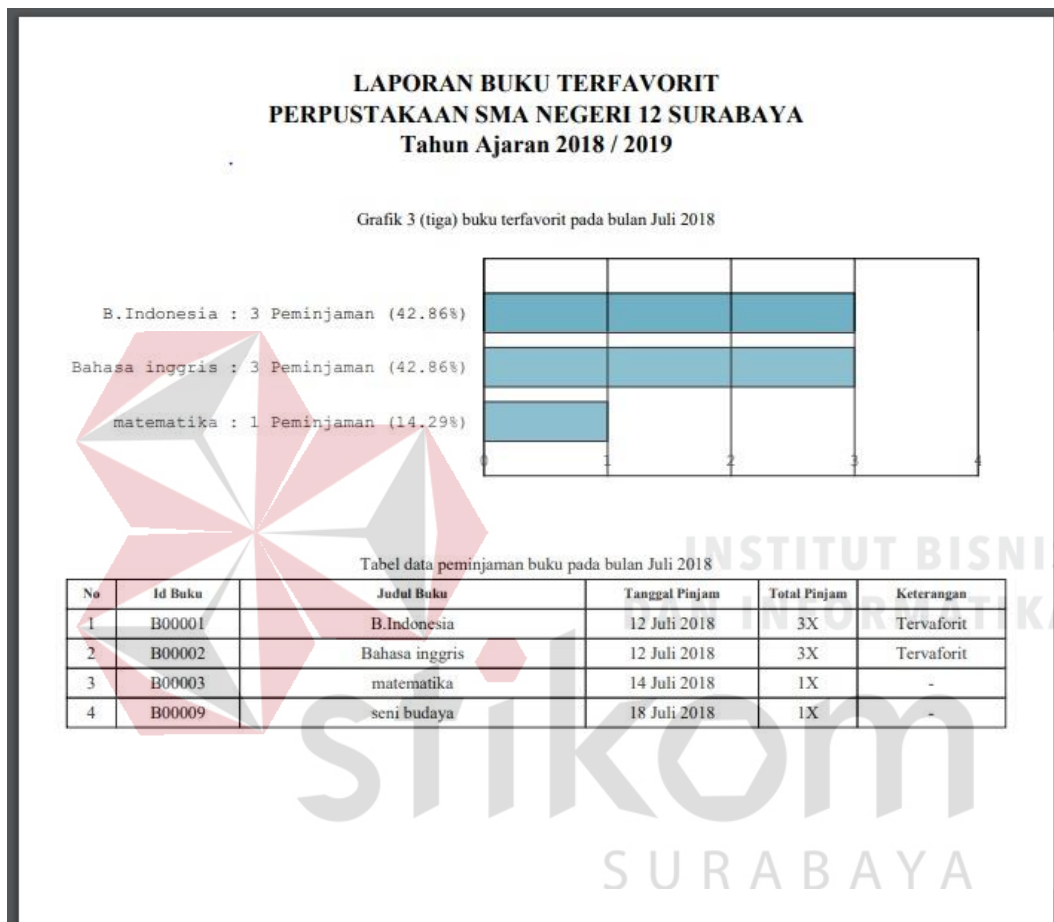 LAPORAN BUKU TERFAVORIT
PERPUSTAKAAN SMA NEGERI 12 SURABAYA
Tahun Ajaran 2018 / 2019
Grafik 3 (tiga) buku terfavorit pada bulan Juli 2018
B.Indonesia : 3 Peminjaman (42.86%)
Bahasa inggris : 3 Peminjaman (42.86%)
matematika : 1 Peminjaman (14.29%)
0 1 2 3 4
INSTITUT BISNI
DAN INFORMATIKA
Tabel data peminjaman buku pada bulan Juli 2018
No Id Buku Judul Buku Tanggal Pinjam Total Pinjam Keterangan
1 B00001 B.Indonesia 12 Juli 2018 3X Tervaforit
2 B00002 Bahasa inggris 12 Juli 2018 3X Tervaforit
3 B00003 matematika 14 Juli 2018 1X -
4 B00009 seni budaya 18 Juli 2018 1X -
stikom
SURABAYA